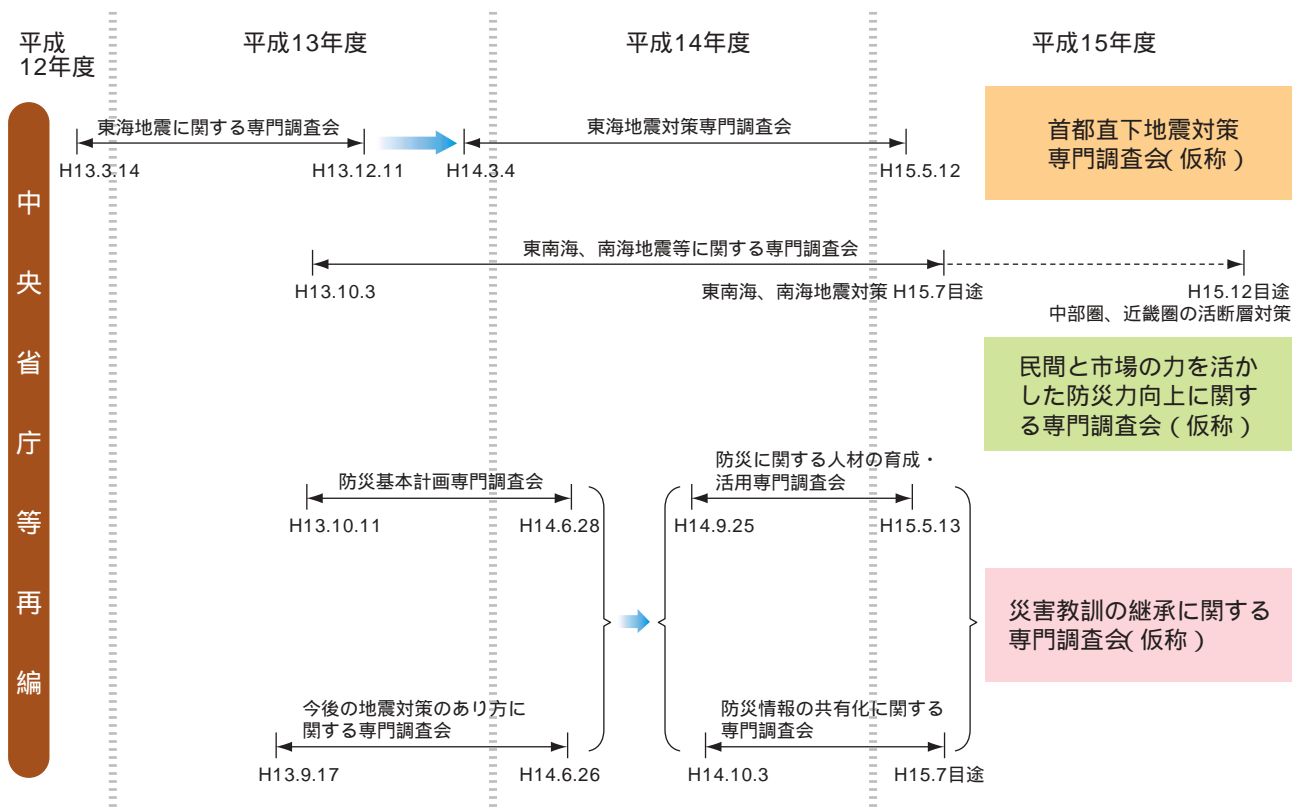 平成
12年度
平成13年度
平成14年度
平成15年度
中央省庁等再編
東海地震に関する専門調査会
H13.3.14
H13.12.11
東海地震対策専門調査会
H14.3.4
H15.5.12
首都直下地震対策
専門調査会(仮称)
東南海、南海地震等に関する専門調査会
H13.10.3
東南海、南海地震対策 H15.7目途
H15.12目途
中部圏、近畿圏の活断層対策
民間と市場の力を活か
した防災力向上に関す
る専門調査会(仮称)
防災基本計画専門調査会
H13.10.11
H14.6.28
防災に関する人材の育成・
活用専門調査会
H14.9.25
H15.5.13
災害教訓の継承に関する
専門調査会(仮称)
今後の地震対策のあり方に
関する専門調査会
H13.9.17
H14.6.26
防災情報の共有化に関する
専門調査会
H14.10.3
H15.7目途